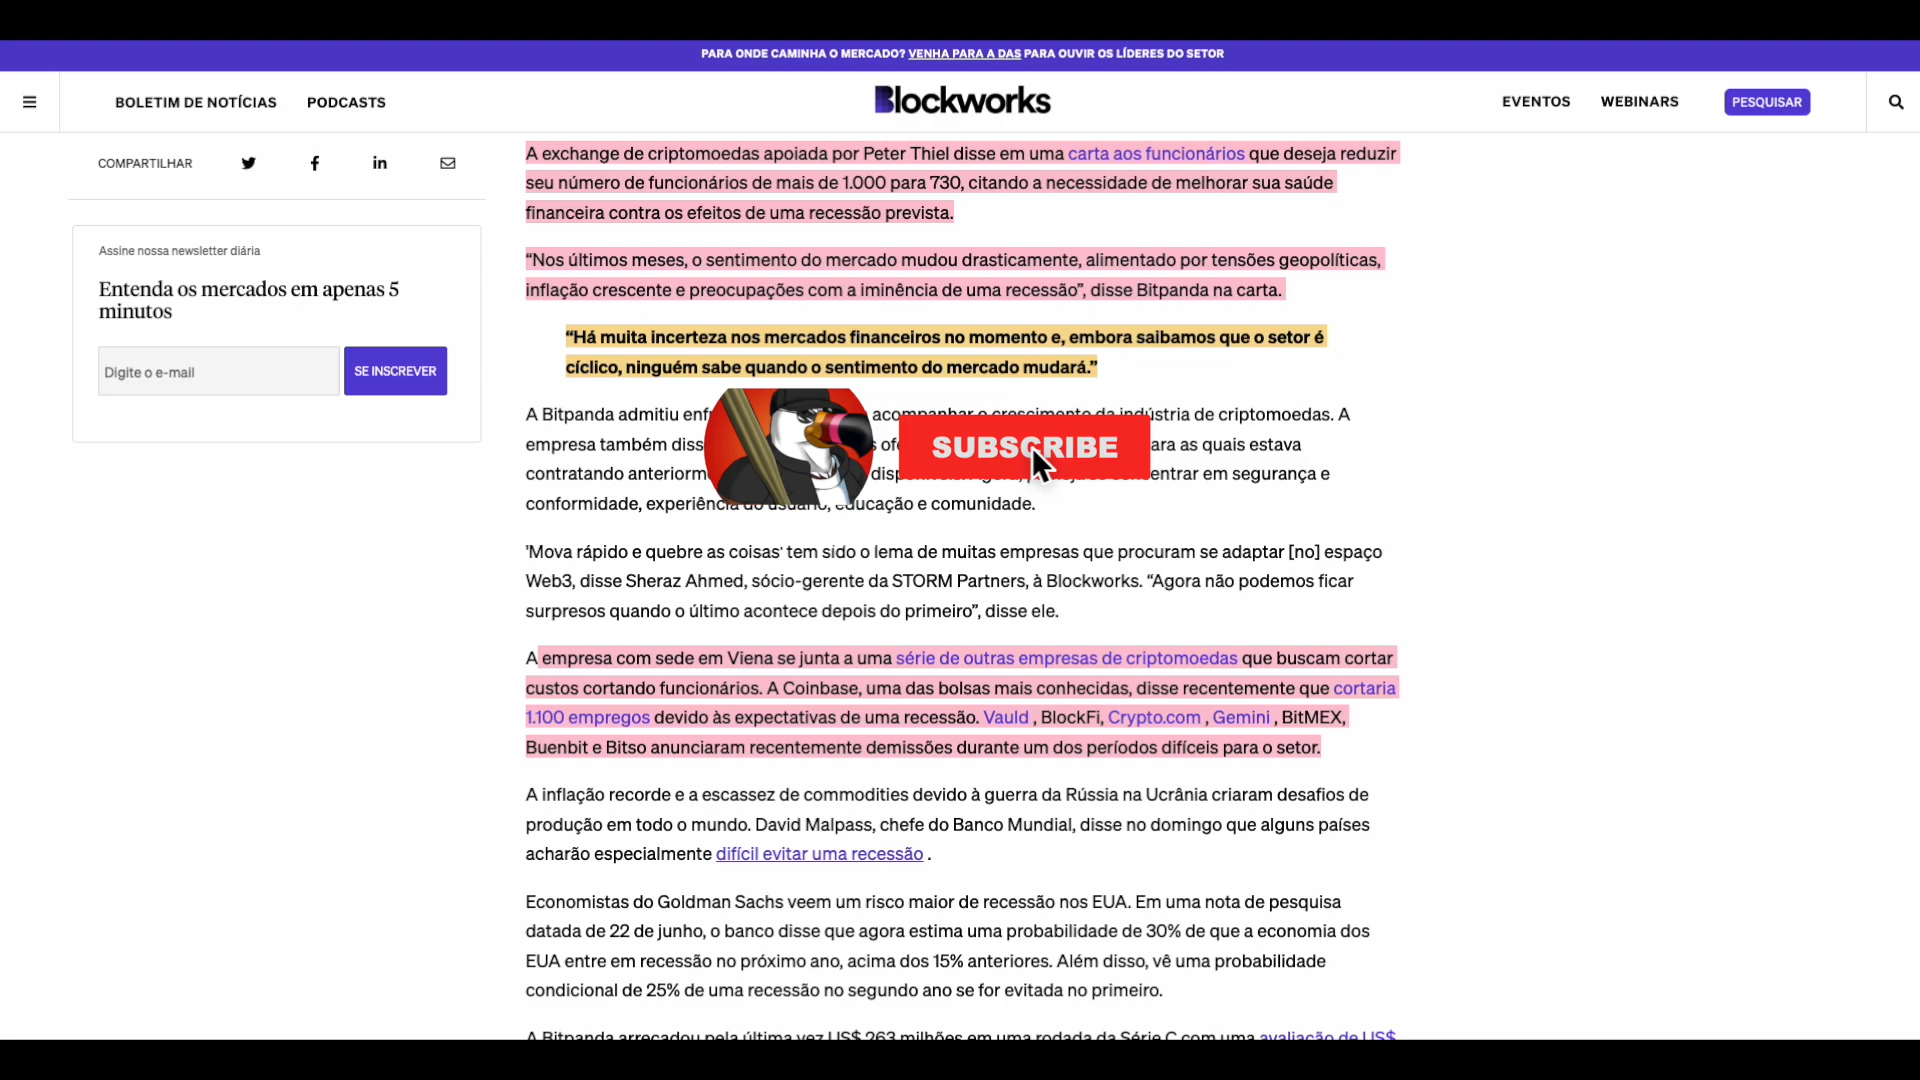 PARA ONDE CAMINHA O MERCADO? VENHA PARA A DAS PARA OUVIR OS LÍDERES DO SETOR
BOLETIM DE NOTÍCIAS PODCASTS Blockworks EVENTOS WEBINARS PESQUISAR
COMPARTILHAR
Assine nossa newsletter diária
Entenda os mercados em apenas 5
minutos
Digite o e-mail SE INSCREVER
A exchange de criptomoedas apoiada por Peter Thiel disse em uma carta aos funcionários que deseja reduzir
seu número de funcionários de mais de 1.000 para 730, citando a necessidade de melhorar sua saúde
financeira contra os efeitos de uma recessão prevista.
“Nos últimos meses, o sentimento do mercado mudou drasticamente, alimentado por tensões geopolíticas,
inflação crescente e preocupações com a iminência de uma recessão”, disse Bitpanda na carta.
“Há muita incerteza nos mercados financeiros no momento e, embora saibamos que o setor é
cíclico, ninguém sabe quando o sentimento do mercado mudará.”
A Bitpanda admitiu acompanhar o crescimento da indústria de criptomoedas. A
empresa também ara as quais estava
contratando entrar em segurança e
conformidade, experiência do usuário, educação e comunidade.
SUBSCRIBE
'Mova rápido e quebre as coisas' tem sido o lema de muitas empresas que procuram se adaptar [no] espaço
Web3, disse Sheraz Ahmed, sócio-gerente da STORM Partners, à Blockworks. “Agora não podemos ficar
surpresos quando o último acontece depois do primeiro”, disse ele.
A empresa com sede em Viena se junta a uma série de outras empresas de criptomoedas que buscam cortar
custos cortando funcionários. A Coinbase, uma das bolsas mais conhecidas, disse recentemente que cortaria
1.100 empregos devido às expectativas de uma recessão. Vauld , BlockFi, Crypto.com , Gemini , BitMEX,
Buenbit e Bitso anunciaram recentemente demissões durante um dos períodos difíceis para o setor.
A inflação recorde e a escassez de commodities devido à guerra da Rússia na Ucrânia criaram desafios de
produção em todo o mundo. David Malpass, chefe do Banco Mundial, disse no domingo que alguns países
acharão especialmente difícil evitar uma recessão .
Economistas do Goldman Sachs veem um risco maior de recessão nos EUA. Em uma nota de pesquisa
datada de 22 de junho, o banco disse que agora estima uma probabilidade de 30% de que a economia dos
EUA entre em recessão no próximo ano, acima dos 15% anteriores. Além disso, vê uma probabilidade
condicional de 25% de uma recessão no segundo ano se for evitada no primeiro.
A Bitpanda arrecadou pela última vez US$ 263 milhões em uma rodada da Série C com uma avaliação de US$